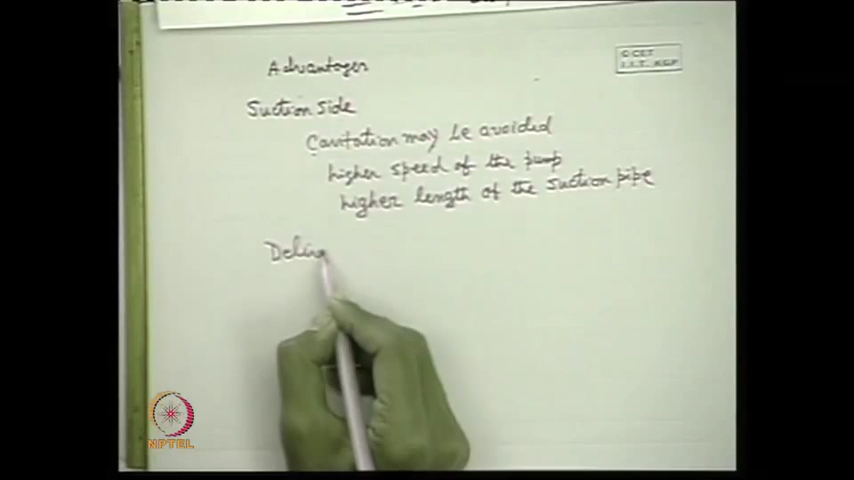 Advantages
© CET
I.I.T. KGP
Suction Side
Cavitation may be avoided
higher speed of the pump
higher length of the suction pipe
Delive
NPTEL